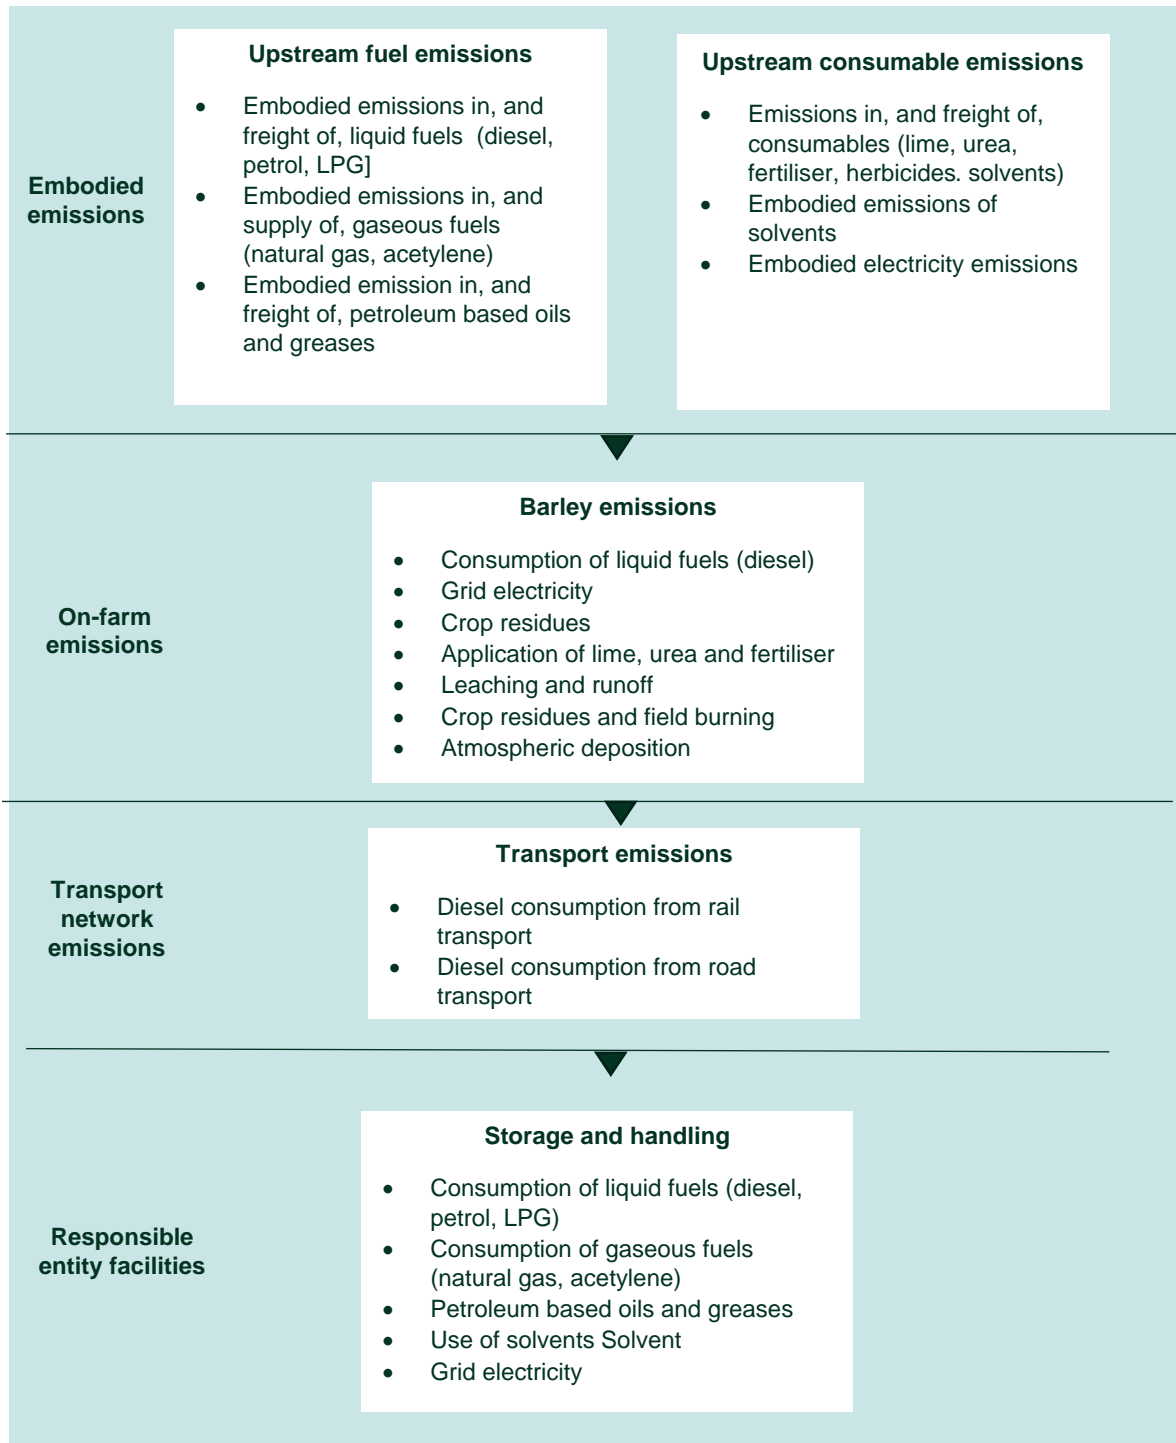 Embodied
emissions
Upstream fuel emissions
• Embodied emissions in, and
freight of, liquid fuels  (diesel,
petrol, LPG]
• Embodied emissions in, and
supply of, gaseous fuels
(natural gas, acetylene)
• Embodied emission in, and
freight of, petroleum based oils
and greases
Upstream consumable emissions
• Emissions in, and freight of,
consumables (lime, urea,
fertiliser, herbicides. solvents)
• Embodied emissions of
solvents
• Embodied electricity emissions
On-farm
emissions
Barley emissions
• Consumption of liquid fuels (diesel)
• Grid electricity
• Crop residues
• Application of lime, urea and fertiliser
• Leaching and runoff
• Crop residues and field burning
• Atmospheric deposition
Transport
network
emissions
Transport emissions
• Diesel consumption from rail
transport
• Diesel consumption from road
transport
Responsible
entity facilities
Storage and handling
• Consumption of liquid fuels (diesel,
petrol, LPG)
• Consumption of gaseous fuels
(natural gas, acetylene)
• Petroleum based oils and greases
• Use of solvents Solvent
• Grid electricity